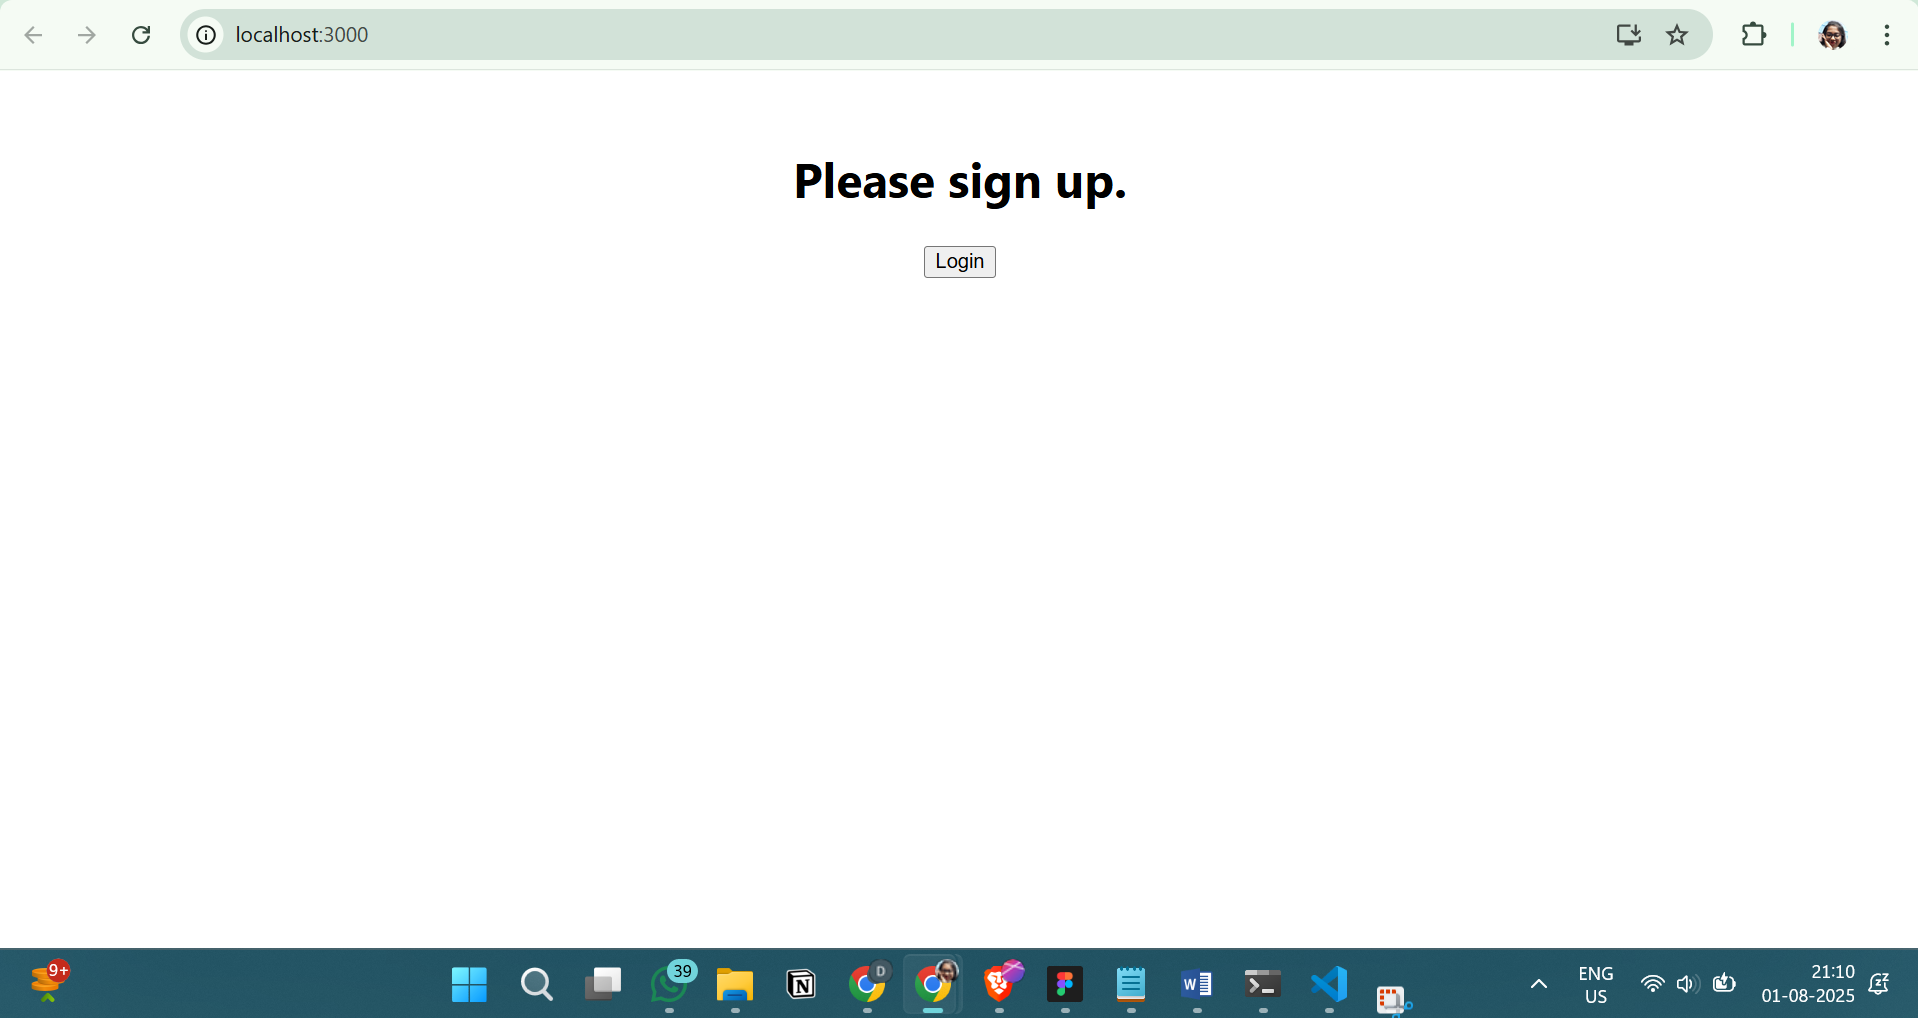 localhost:3000
Please sign up.
Login
9+
39
D
N
W
ENG
US
21:10
01-08-2025